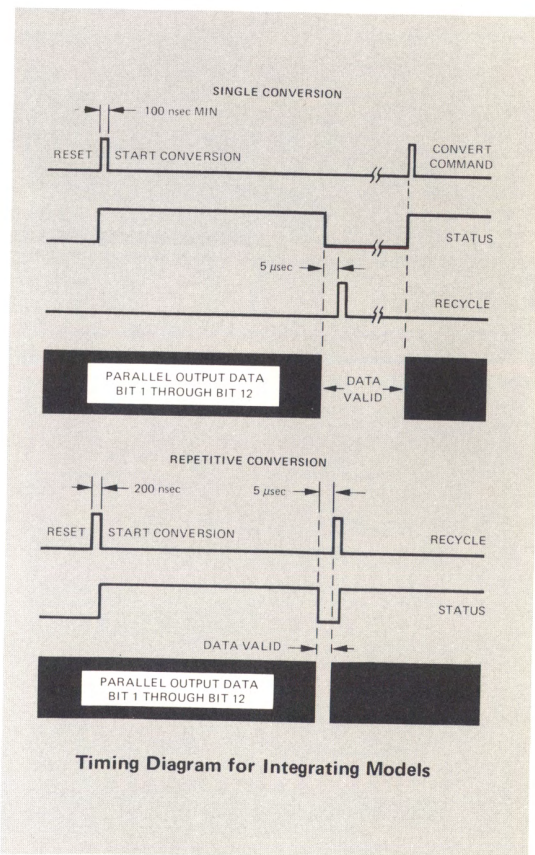 SINGLE CONVERSION
100 nsec MIN
RESET START CONVERSION
CONVERT
COMMAND
STATUS
5 μsec
RECYCLE
PARALLEL OUTPUT DATA
BIT 1 THROUGH BIT 12
DATA
VALID
REPETITIVE CONVERSION
200 nsec
5 μsec
RESET START CONVERSION
RECYCLE
STATUS
DATA VALID
PARALLEL OUTPUT DATA
BIT 1 THROUGH BIT 12
Timing Diagram for Integrating Models